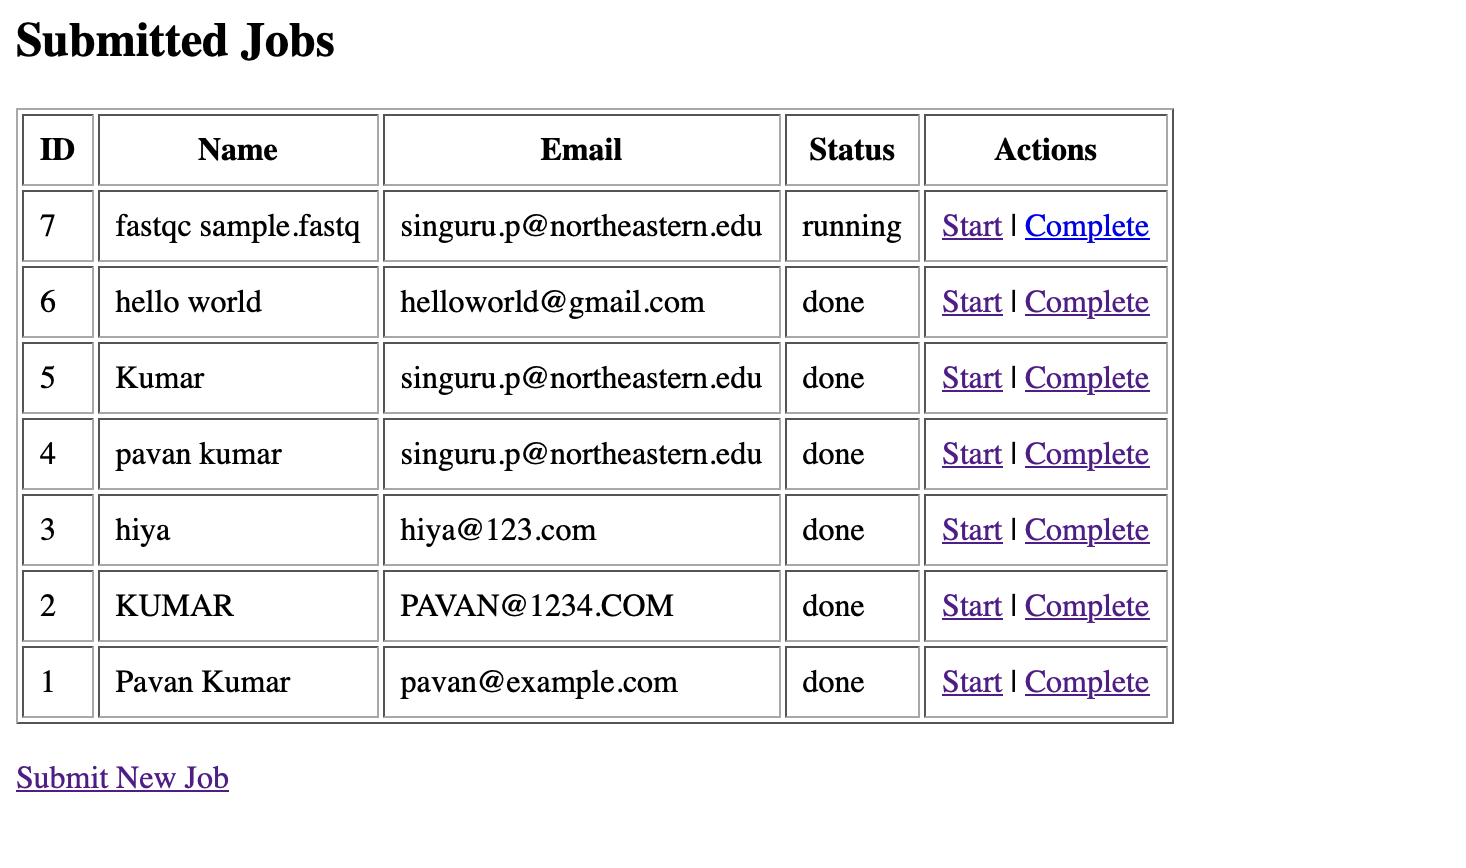 Submitted Jobs
ID Name Email Status Actions
7 fastqc sample.fastq singuru.p@northeastern.edu running Start | Complete
6 hello world helloworld@gmail.com done Start | Complete
5 Kumar singuru.p@northeastern.edu done Start | Complete
4 pavan kumar singuru.p@northeastern.edu done Start | Complete
3 hiya hiya@123.com done Start | Complete
2 KUMAR PAVAN@1234.COM done Start | Complete
1 Pavan Kumar pavan@example.com done Start | Complete
Submit New Job